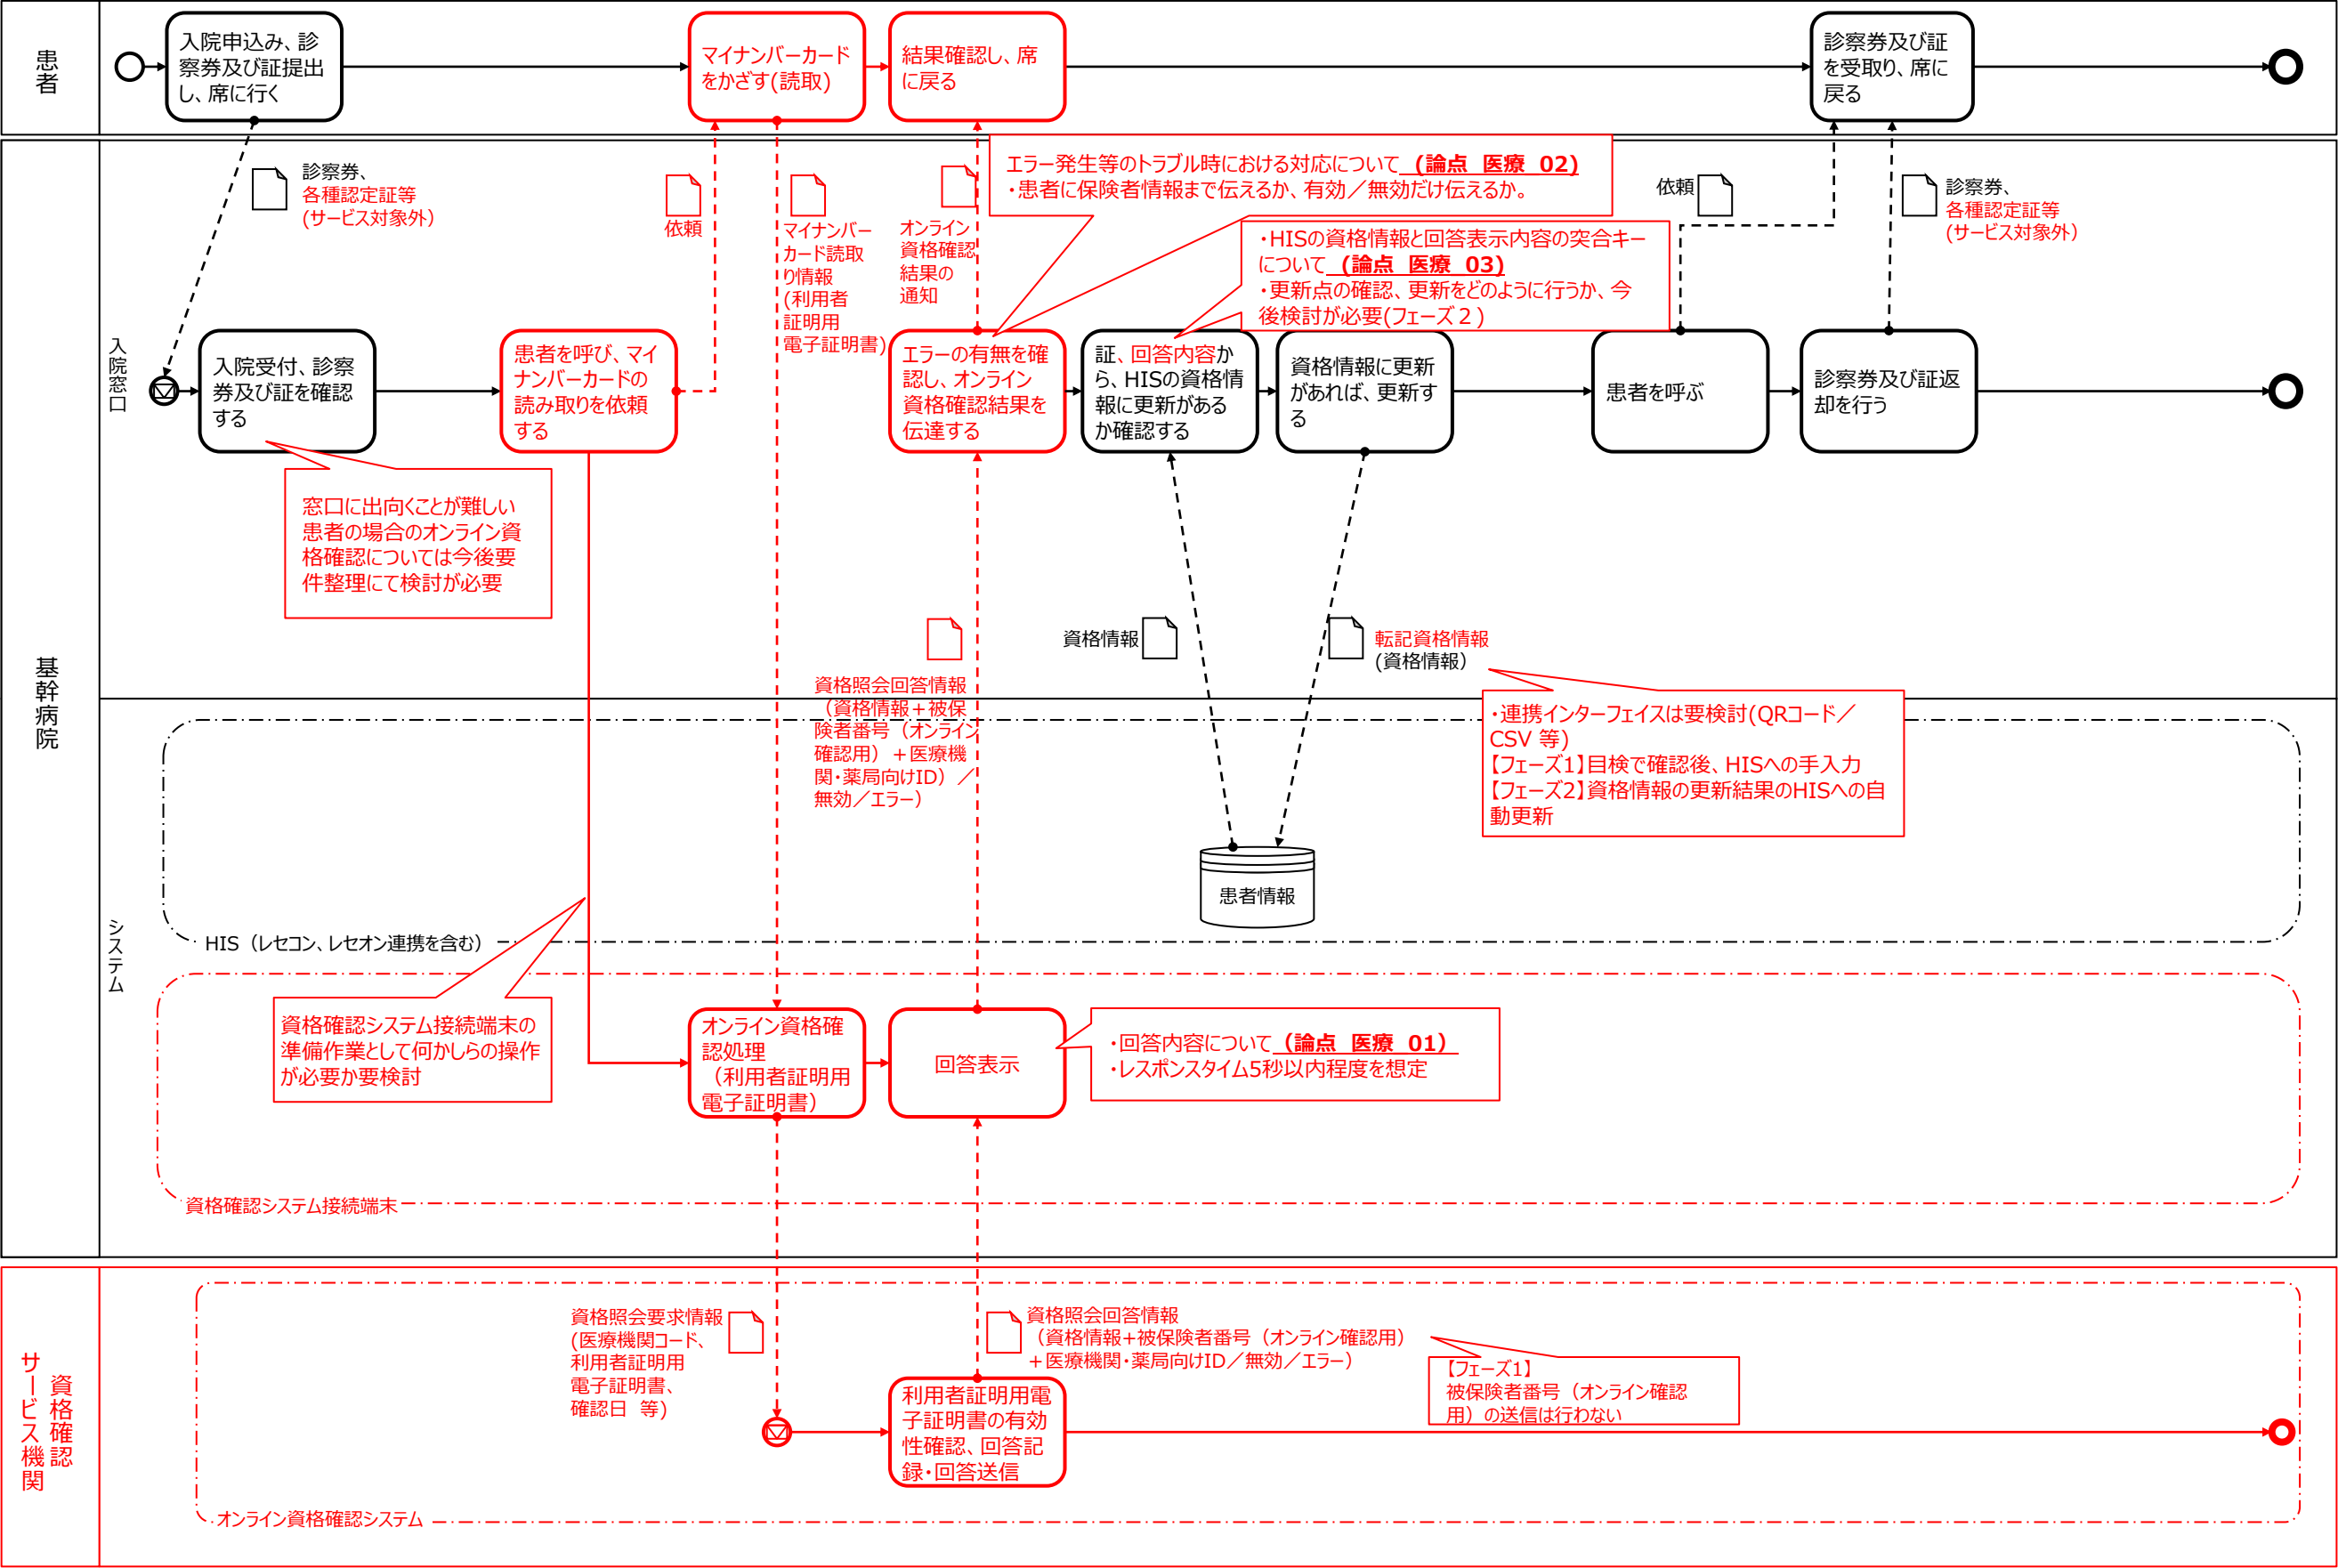 患者
入院申込み、診
察券及び証提出
し、席に行く
マイナンバーカード
をかざす(読取)
結果確認し、席
に戻る
診察券及び証
を受取り、席に
戻る
基幹病院
入院窓口
診察券、
各種認定証等
(サービス対象外)
依頼
マイナンバー
カード読取
り情報
(利用者
証明用
電子証明書)
オンライン
資格確認
結果の
通知
エラー発生等のトラブル時における対応について (論点 医療 02)
・患者に保険者情報まで伝えるか、有効／無効だけ伝えるか。
・HISの資格情報と回答表示内容の突合キー
について (論点 医療 03)
・更新点の確認、更新をどのように行うか、今
後検討が必要(フェーズ２)
依頼
診察券、
各種認定証等
(サービス対象外)
入院受付、診察
券及び証を確認
する
患者を呼び、マイ
ナンバーカードの
読み取りを依頼
する
エラーの有無を確
認し、オンライン
資格確認結果を
伝達する
証、回答内容か
ら、HISの資格情
報に更新がある
か確認する
資格情報に更新
があれば、更新す
る
患者を呼ぶ
診察券及び証返
却を行う
窓口に出向くことが難しい
患者の場合のオンライン資
格確認については今後要
件整理にて検討が必要
資格情報
転記資格情報
(資格情報)
資格照会回答情報
（資格情報＋被保
険者番号（オンライン
確認用）＋医療機
関・薬局向けID）／
無効／エラー）
・連携インターフェイスは要検討(QRコード／
CSV 等)
【フェーズ1】目検で確認後、HISへの手入力
【フェーズ2】資格情報の更新結果のHISへの自
動更新
システム
患者情報
HIS（レセコン、レセオン連携を含む）
資格確認システム接続端末の
準備作業として何かしらの操作
が必要か要検討
オンライン資格確
認処理
（利用者証明用
電子証明書）
回答表示
・回答内容について（論点 医療 01）
・レスポンスタイム5秒以内程度を想定
資格確認システム接続端末
資格確認
サービス機関
資格照会要求情報
(医療機関コード、
利用者証明用
電子証明書、
確認日 等)
資格照会回答情報
（資格情報+被保険者番号（オンライン確認用）
＋医療機関・薬局向けID／無効／エラー）
【フェーズ1】
被保険者番号（オンライン確認
用）の送信は行わない
利用者証明用電
子証明書の有効
性確認、回答記
録・回答送信
オンライン資格確認システム